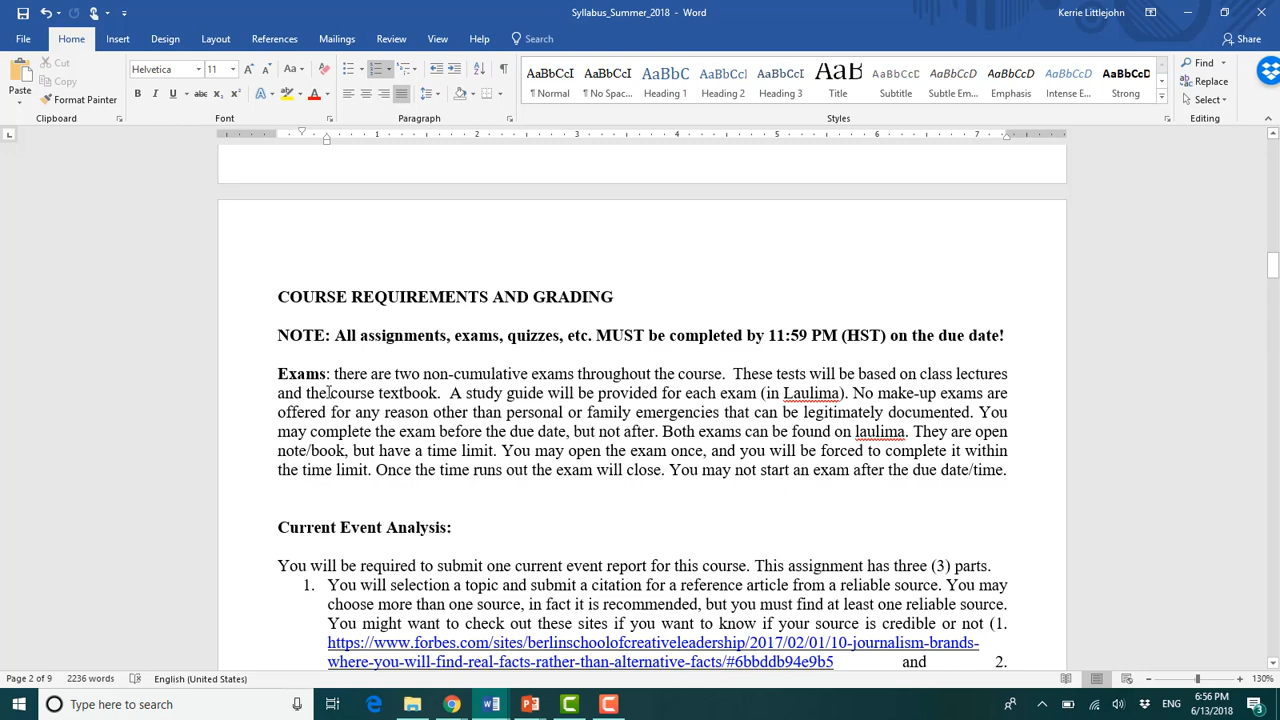 Syllabus_Summer_2018 - Word
Kerrie Littlejohn
File Home Insert Design Layout References Mailings Review View Help Search Share
Cut
Copy
Format Painter
Paste
Helvetica 11
AaBbCcI AaBbCcI AaBbC AaBbCcI AaBbCcI AaB AaBbCcI AaBbCcI AaBbCcI AaBbCcI AaBbCcI
¶ Normal ¶ No Spac... Heading 1 Heading 2 Heading 3 Title Subtitle Subtle Em... Emphasis Intense E... Strong
Find
Replace
Select
Clipboard Font Paragraph Styles Editing
1 2 3 4 5 6 7
COURSE REQUIREMENTS AND GRADING
NOTE: All assignments, exams, quizzes, etc. MUST be completed by 11:59 PM (HST) on the due date!
Exams: there are two non-cumulative exams throughout the course. These tests will be based on class lectures
and the course textbook. A study guide will be provided for each exam (in Laulima). No make-up exams are
offered for any reason other than personal or family emergencies that can be legitimately documented. You
may complete the exam before the due date, but not after. Both exams can be found on laulima. They are open
note/book, but have a time limit. You may open the exam once, and you will be forced to complete it within
the time limit. Once the time runs out the exam will close. You may not start an exam after the due date/time.
Current Event Analysis:
You will be required to submit one current event report for this course. This assignment has three (3) parts.
1. You will selection a topic and submit a citation for a reference article from a reliable source. You may
choose more than one source, in fact it is recommended, but you must find at least one reliable source.
You might want to check out these sites if you want to know if your source is credible or not (1.
https://www.forbes.com/sites/berlinschoolofcreativeleadership/2017/02/01/10-journalism-brands-
where-you-will-find-real-facts-rather-than-alternative-facts/#6bbddb94e9b5 and 2.
Page 2 of 9 2236 words English (United States) 130%
Type here to search
ENG
6:56 PM
6/13/2018
3